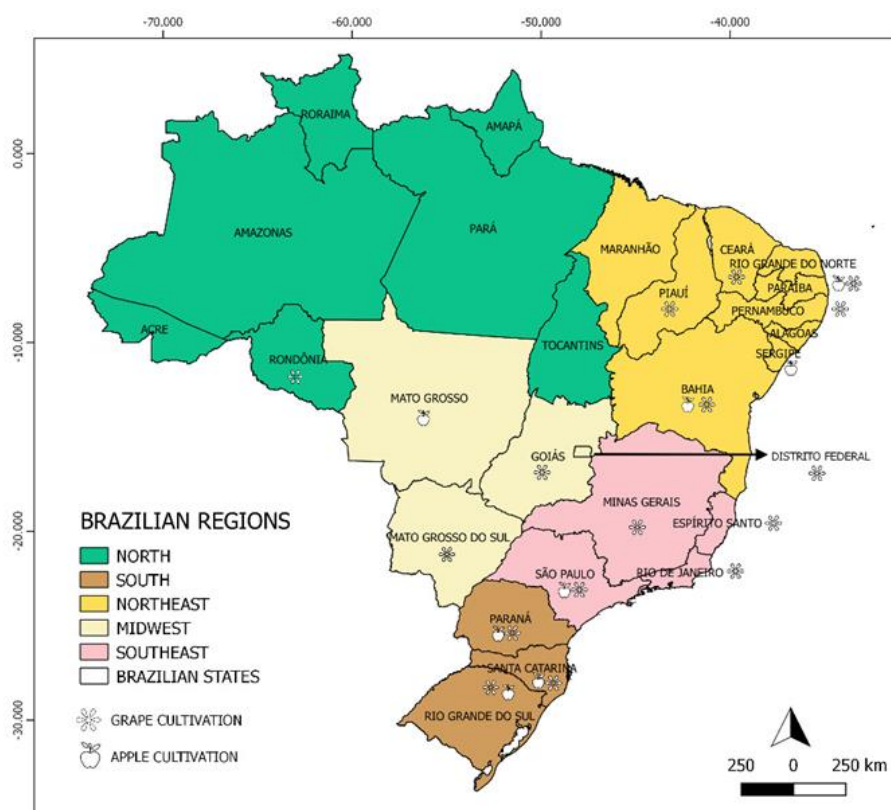 -70.000
-60.000
-50.000
-40.000
0.000
-10.000
-20.000
-30.000
RORAIMA
AMAPÁ
AMAZONAS
PARÁ
MARANHÃO
CEARÁ
RIO GRANDE DO NORTE
PARAÍBA
PIAUÍ
PERNAMBUCO
ALAGOAS
SERGIPE
ACRE
RONDÔNIA
TOCANTINS
BAHIA
MATO GROSSO
GOIÁS
DISTRITO FEDERAL
MINAS GERAIS
ESPÍRITO SANTO
MATO GROSSO DO SUL
SÃO PAULO
RIO DE JANEIRO
PARANÁ
SANTA CATARINA
RIO GRANDE DO SUL
BRAZILIAN REGIONS
NORTH
SOUTH
NORTHEAST
MIDWEST
SOUTHEAST
BRAZILIAN STATES
GRAPE CULTIVATION
APPLE CULTIVATION
250 0 250 km